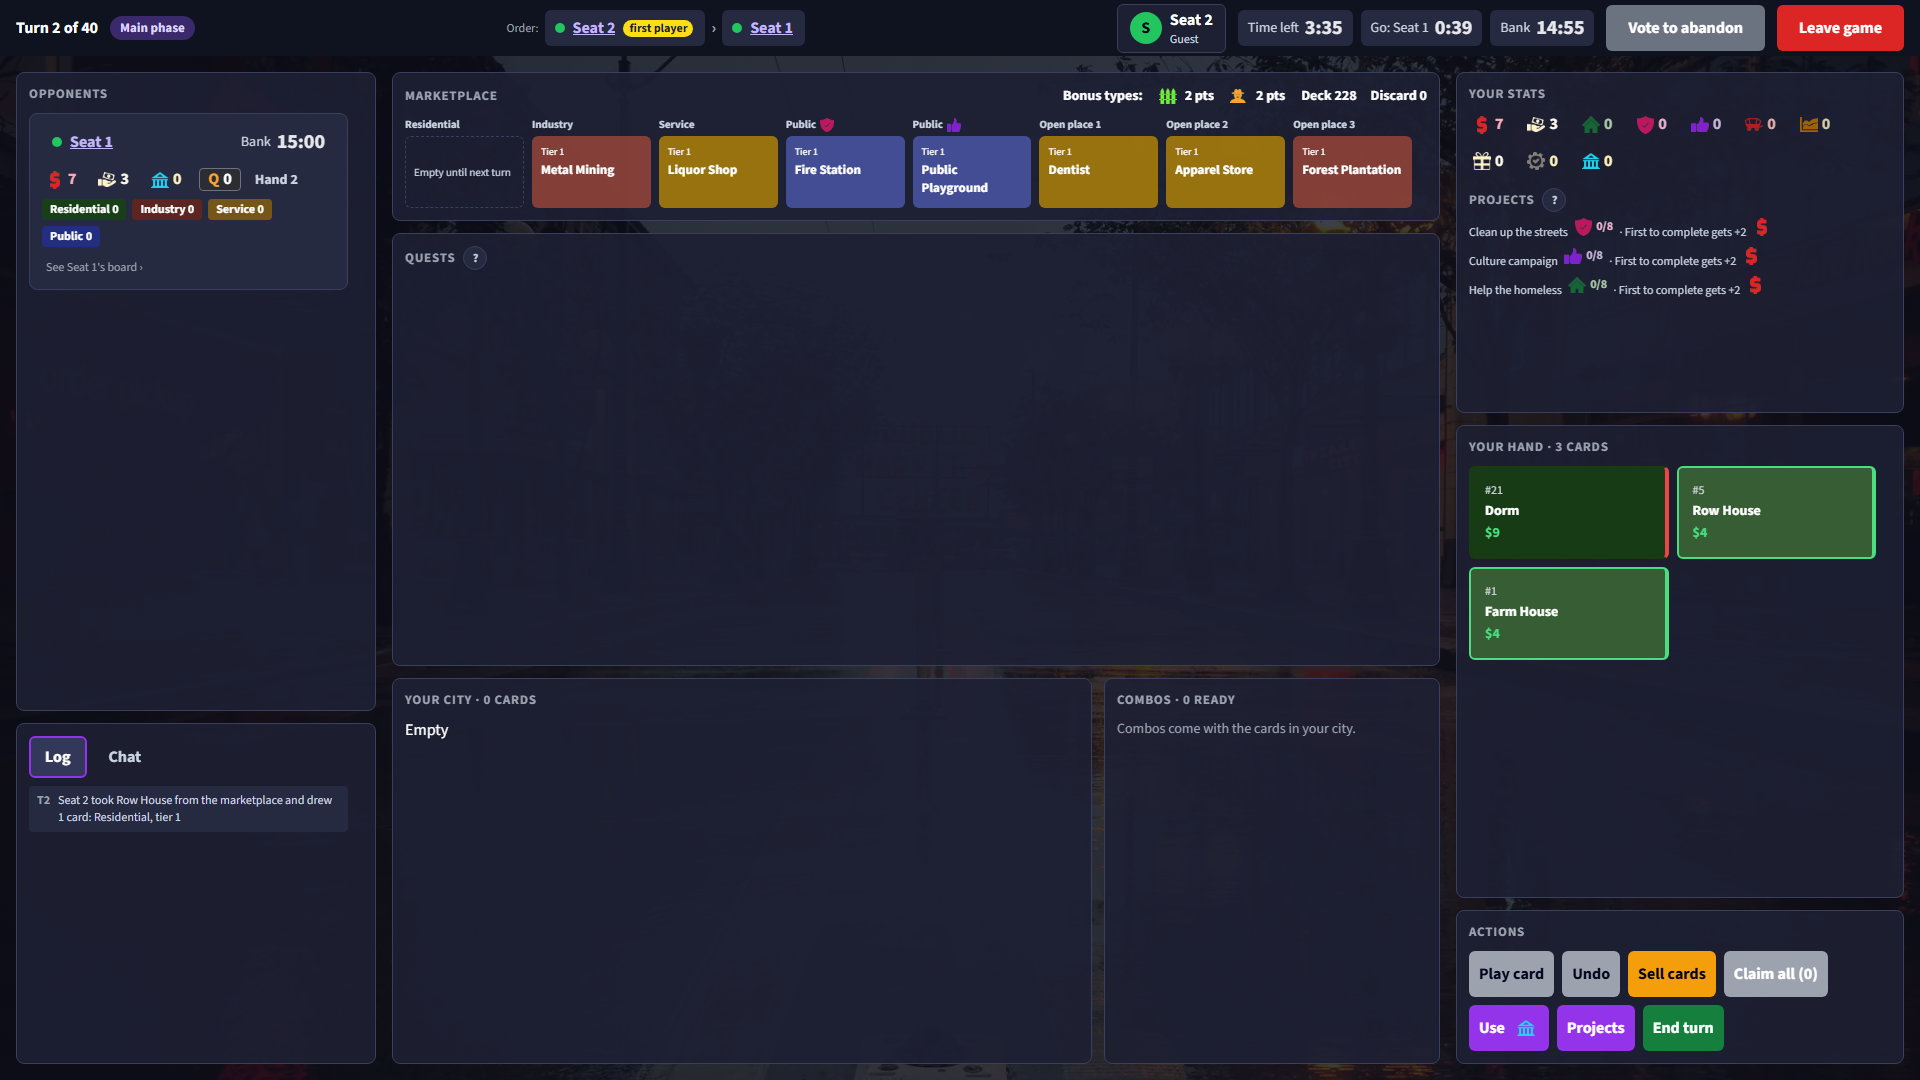 Turn 2 of 40
Main phase
Order:
Seat 2
first player
›
Seat 1
S
Seat 2
Guest
Time left 3:35
Go: Seat 1 0:39
Bank 14:55
Vote to abandon
Leave game
OPPONENTS
Seat 1
Bank 15:00
7
3
0
Q 0
Hand 2
Residential 0
Industry 0
Service 0
Public 0
See Seat 1's board ›
Log
Chat
T2 Seat 2 took Row House from the marketplace and drew
1 card: Residential, tier 1
MARKETPLACE
Bonus types:
2 pts
2 pts
Deck 228
Discard 0
Residential
Empty until next turn
Industry
Tier 1
Metal Mining
Service
Tier 1
Liquor Shop
Public
Tier 1
Fire Station
Public
Tier 1
Public
Playground
Open place 1
Tier 1
Dentist
Open place 2
Tier 1
Apparel Store
Open place 3
Tier 1
Forest Plantation
QUESTS
?
YOUR CITY · 0 CARDS
Empty
COMBOS · 0 READY
Combos come with the cards in your city.
YOUR STATS
$ 7
3
0
0
0
0
0
0
0
0
PROJECTS
?
Clean up the streets 0/8 · First to complete gets +2 $
Culture campaign 0/8 · First to complete gets +2 $
Help the homeless 0/8 · First to complete gets +2 $
YOUR HAND · 3 CARDS
#21
Dorm
$9
#5
Row House
$4
#1
Farm House
$4
ACTIONS
Play card
Undo
Sell cards
Claim all (0)
Use
Projects
End turn